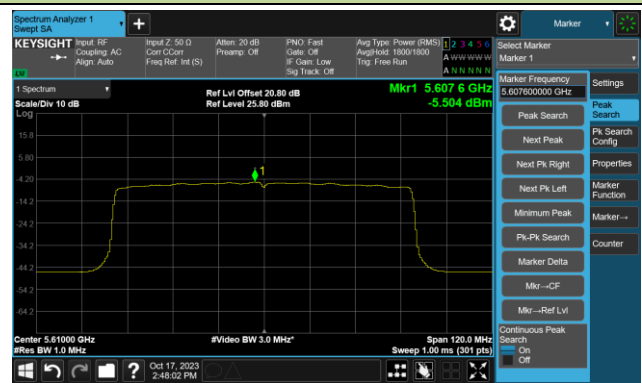 Spectrum Analyzer 1
Swept SA
+
Marker
KEYSIGHT
Input: RF
Coupling: AC
Align: Auto
Input Z: 50 Ω
Corr CCorr
Freq Ref: Int (S)
Atten: 20 dB
Preamp: Off
PNO: Fast
Gate: Off
IF Gain: Low
Sig Track: Off
Avg Type: Power (RMS)
Avg|Hold: 1800/1800
Trig: Free Run
1 2 3 4 5 6
A W W W W W
A N N N N N
LXI
Select Marker
Marker 1
1 Spectrum
Scale/Div 10 dB
Log
Ref Lvl Offset 20.80 dB
Ref Level 25.80 dBm
Mkr1 5.607 6 GHz
-5.504 dBm
15.8
5.80
-4.20
-14.2
-24.2
-34.2
-44.2
-54.2
-64.2
1
Center 5.61000 GHz
#Res BW 1.0 MHz
#Video BW 3.0 MHz*
Span 120.0 MHz
Sweep 1.00 ms (301 pts)
Marker Frequency
5.607600000 GHz
Peak Search
Next Peak
Next Pk Right
Next Pk Left
Minimum Peak
Pk-Pk Search
Marker Delta
Mkr→CF
Mkr→Ref Lvl
Continuous Peak
Search
On
Off
Settings
Peak
Search
Pk Search
Config
Properties
Marker
Function
Marker→
Counter
?
Oct 17, 2023
2:48:02 PM